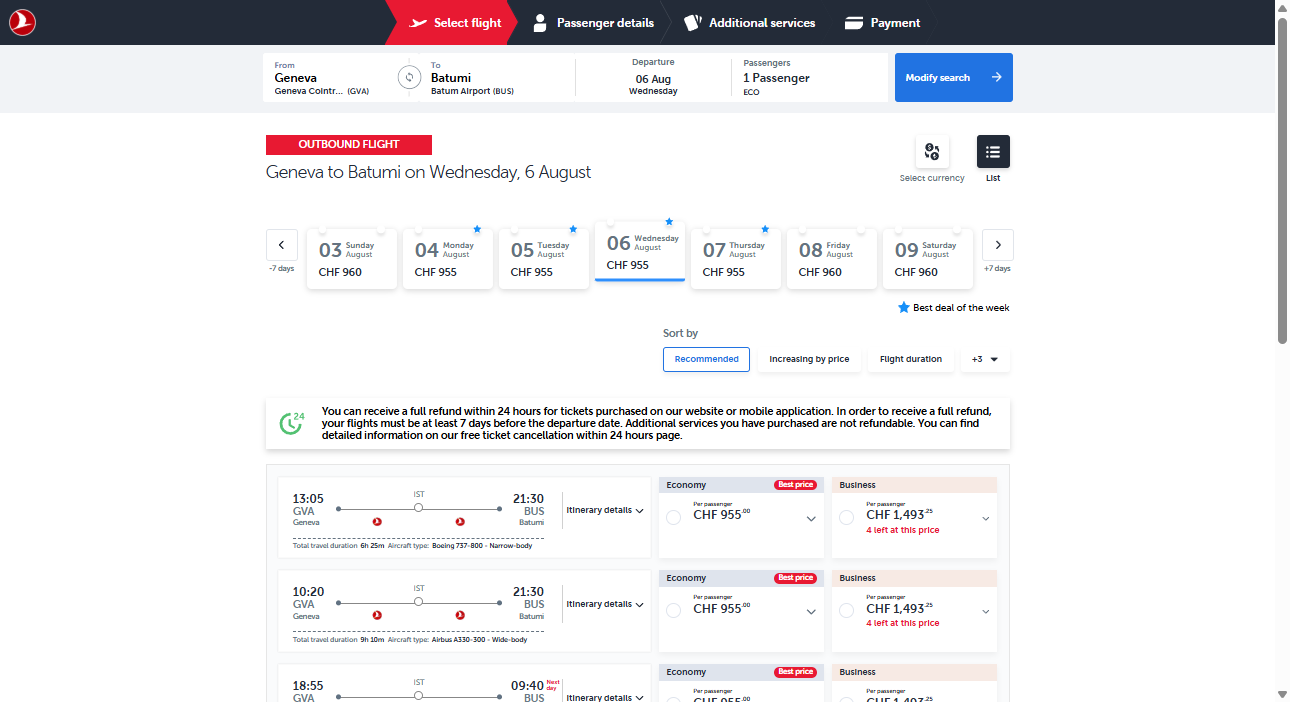 Select flight
Passenger details
Additional services
Payment
From
Geneva
Geneva Cointr... (GVA)
To
Batumi
Batum Airport (BUS)
Departure
06 Aug
Wednesday
Passengers
1 Passenger
ECO
Modify search
OUTBOUND FLIGHT
Geneva to Batumi on Wednesday, 6 August
Select currency
List
-7 days
03 Sunday August
CHF 960
04 Monday August
CHF 955
05 Tuesday August
CHF 955
06 Wednesday August
CHF 955
07 Thursday August
CHF 955
08 Friday August
CHF 960
09 Saturday August
CHF 960
+7 days
Best deal of the week
Sort by
Recommended
Increasing by price
Flight duration
+3
24
You can receive a full refund within 24 hours for tickets purchased on our website or mobile application. In order to receive a full refund,
your flights must be at least 7 days before the departure date. Additional services you have purchased are not refundable. You can find
detailed information on our free ticket cancellation within 24 hours page.
13:05
GVA
Geneva
IST
21:30
BUS
Batumi
Itinerary details
Total travel duration 6h 25m Aircraft type: Boeing 737-800 - Narrow-body
Economy
Best price
Per passenger
CHF 955.00
Business
Per passenger
CHF 1,493.25
4 left at this price
10:20
GVA
Geneva
IST
21:30
BUS
Batumi
Itinerary details
Total travel duration 9h 10m Aircraft type: Airbus A330-300 - Wide-body
Economy
Best price
Per passenger
CHF 955.00
Business
Per passenger
CHF 1,493.25
4 left at this price
18:55
GVA
IST
09:40 Next day
BUS
Itinerary details
Economy
Best price
Per passenger
CHF 955.00
Business
Per passenger
CHF 1,493.25